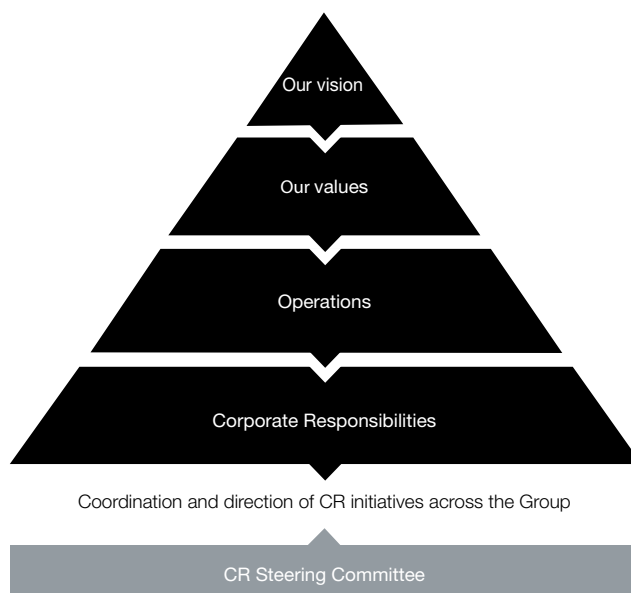 Our vision
Our values
Operations
Corporate Responsibilities
Coordination and direction of CR initiatives across the Group
CR Steering Committee